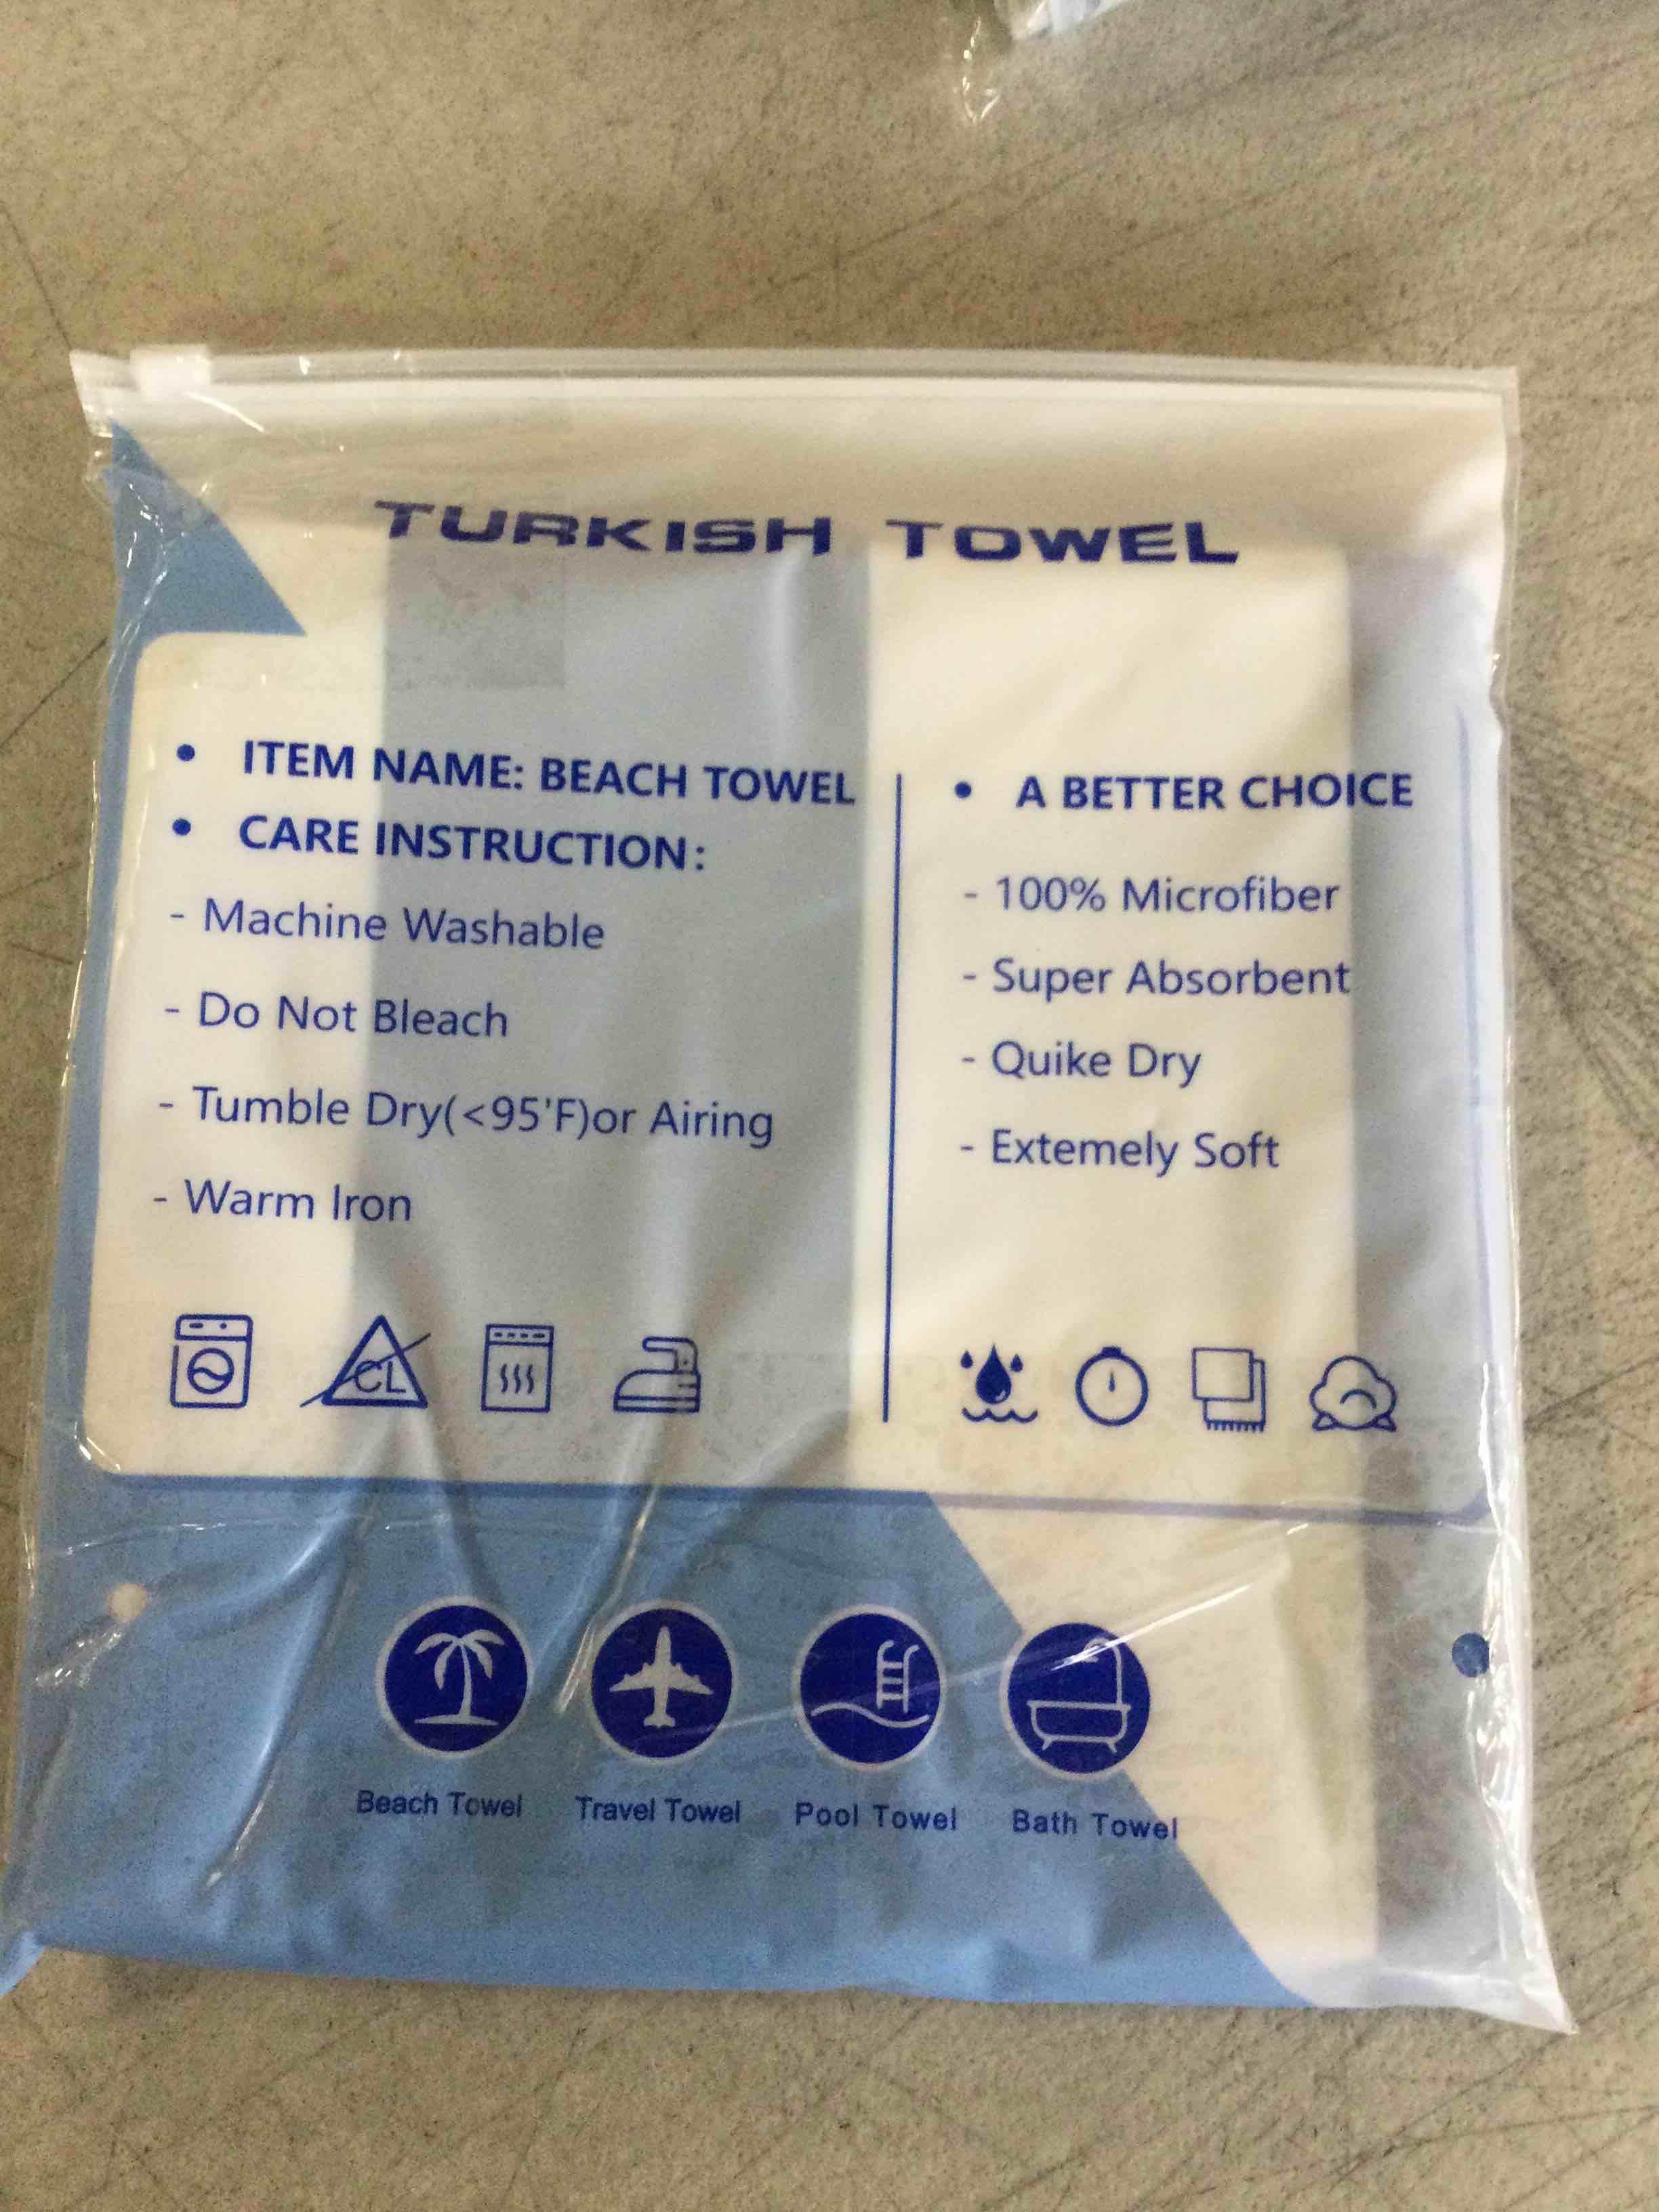 TURKISH TOWEL
• ITEM NAME: BEACH TOWEL
• CARE INSTRUCTION:
- Machine Washable
- Do Not Bleach
- Tumble Dry(<95'F)or Airing
- Warm Iron
CL
• A BETTER CHOICE
- 100% Microfiber
- Super Absorbent
- Quike Dry
- Extemely Soft
Beach Towel Travel Towel Pool Towel Bath Towel